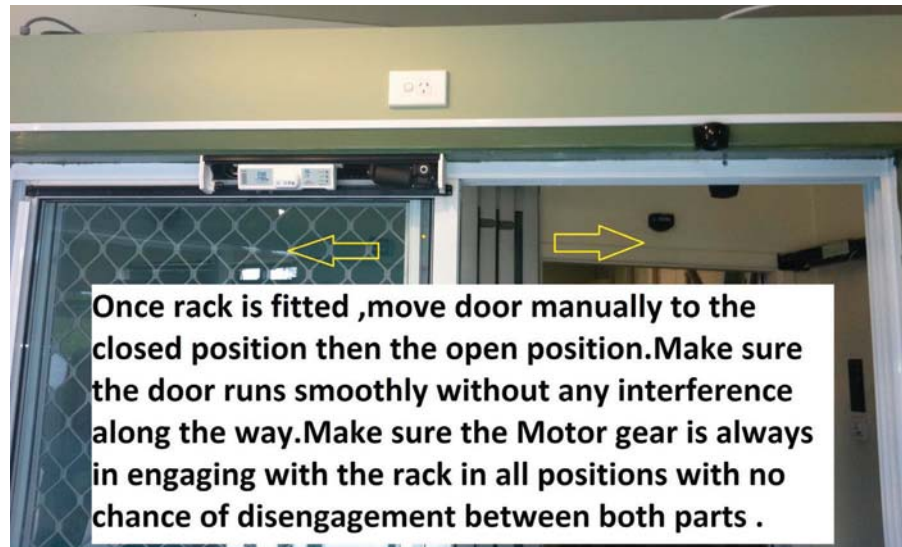 Once rack is fitted ,move door manually to the
closed position then the open position.Make sure
the door runs smoothly without any interference
along the way.Make sure the Motor gear is always
in engaging with the rack in all positions with no
chance of disengagement between both parts .